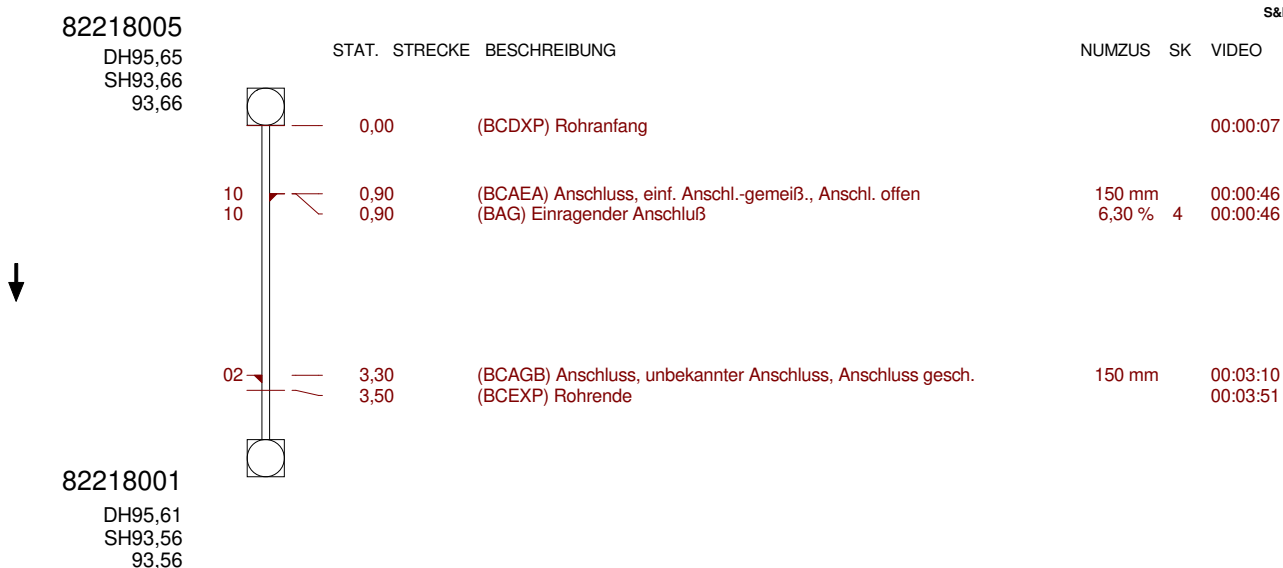 S&
82218005
DH95,65
SH93,66
93,66
STAT. STRECKE BESCHREIBUNG NUMZUS SK VIDEO
0,00 (BCDXP) Rohranfang 00:00:07
10 0,90 (BCAEA) Anschluss, einf. Anschl.-gemeiß., Anschl. offen 150 mm 00:00:46
10 0,90 (BAG) Einragender Anschluß 6,30 % 4 00:00:46
02 3,30 (BCAGB) Anschluss, unbekannter Anschluss, Anschluss gesch. 150 mm 00:03:10
3,50 (BCEXP) Rohrende 00:03:51
82218001
DH95,61
SH93,56
93,56